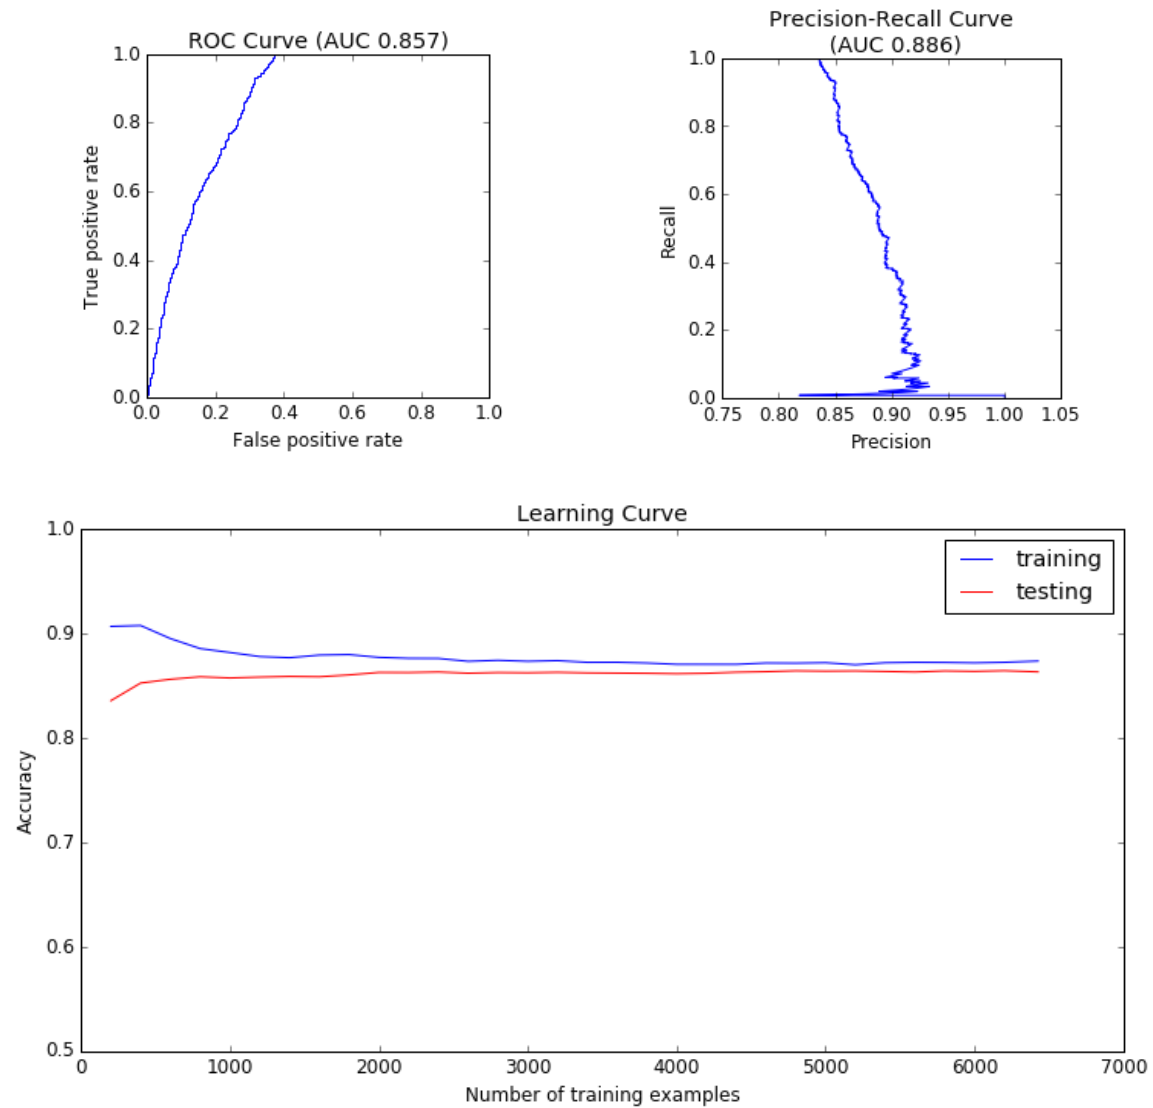 ROC Curve (AUC 0.857)
1.0
0.8
0.6
0.4
0.2
0.0
True positive rate
0.0 0.2 0.4 0.6 0.8 1.0
False positive rate
Precision-Recall Curve
(AUC 0.886)
1.0
0.8
0.6
0.4
0.2
0.0
Recall
0.75 0.80 0.85 0.90 0.95 1.00 1.05
Precision
Learning Curve
1.0
0.9
0.8
0.7
0.6
0.5
Accuracy
training
testing
0 1000 2000 3000 4000 5000 6000 7000
Number of training examples